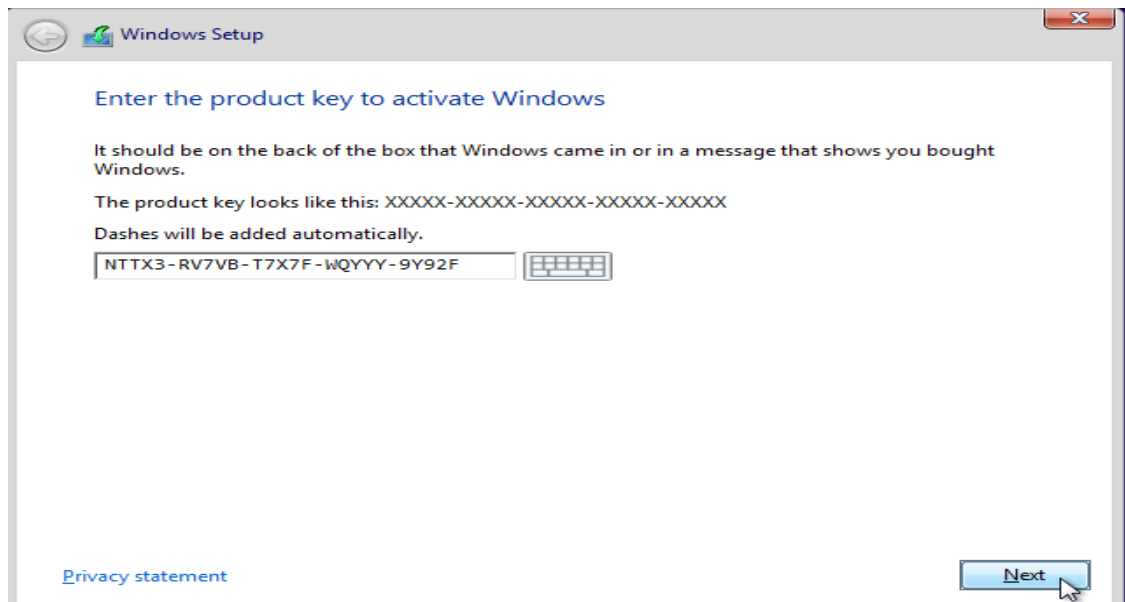 Windows Setup
Enter the product key to activate Windows
It should be on the back of the box that Windows came in or in a message that shows you bought
Windows.
The product key looks like this: XXXXX-XXXXX-XXXXX-XXXXX-XXXXX
Dashes will be added automatically.
NTTX3-RV7VB-T7X7F-WQYYY-9Y92F
Privacy statement
Next